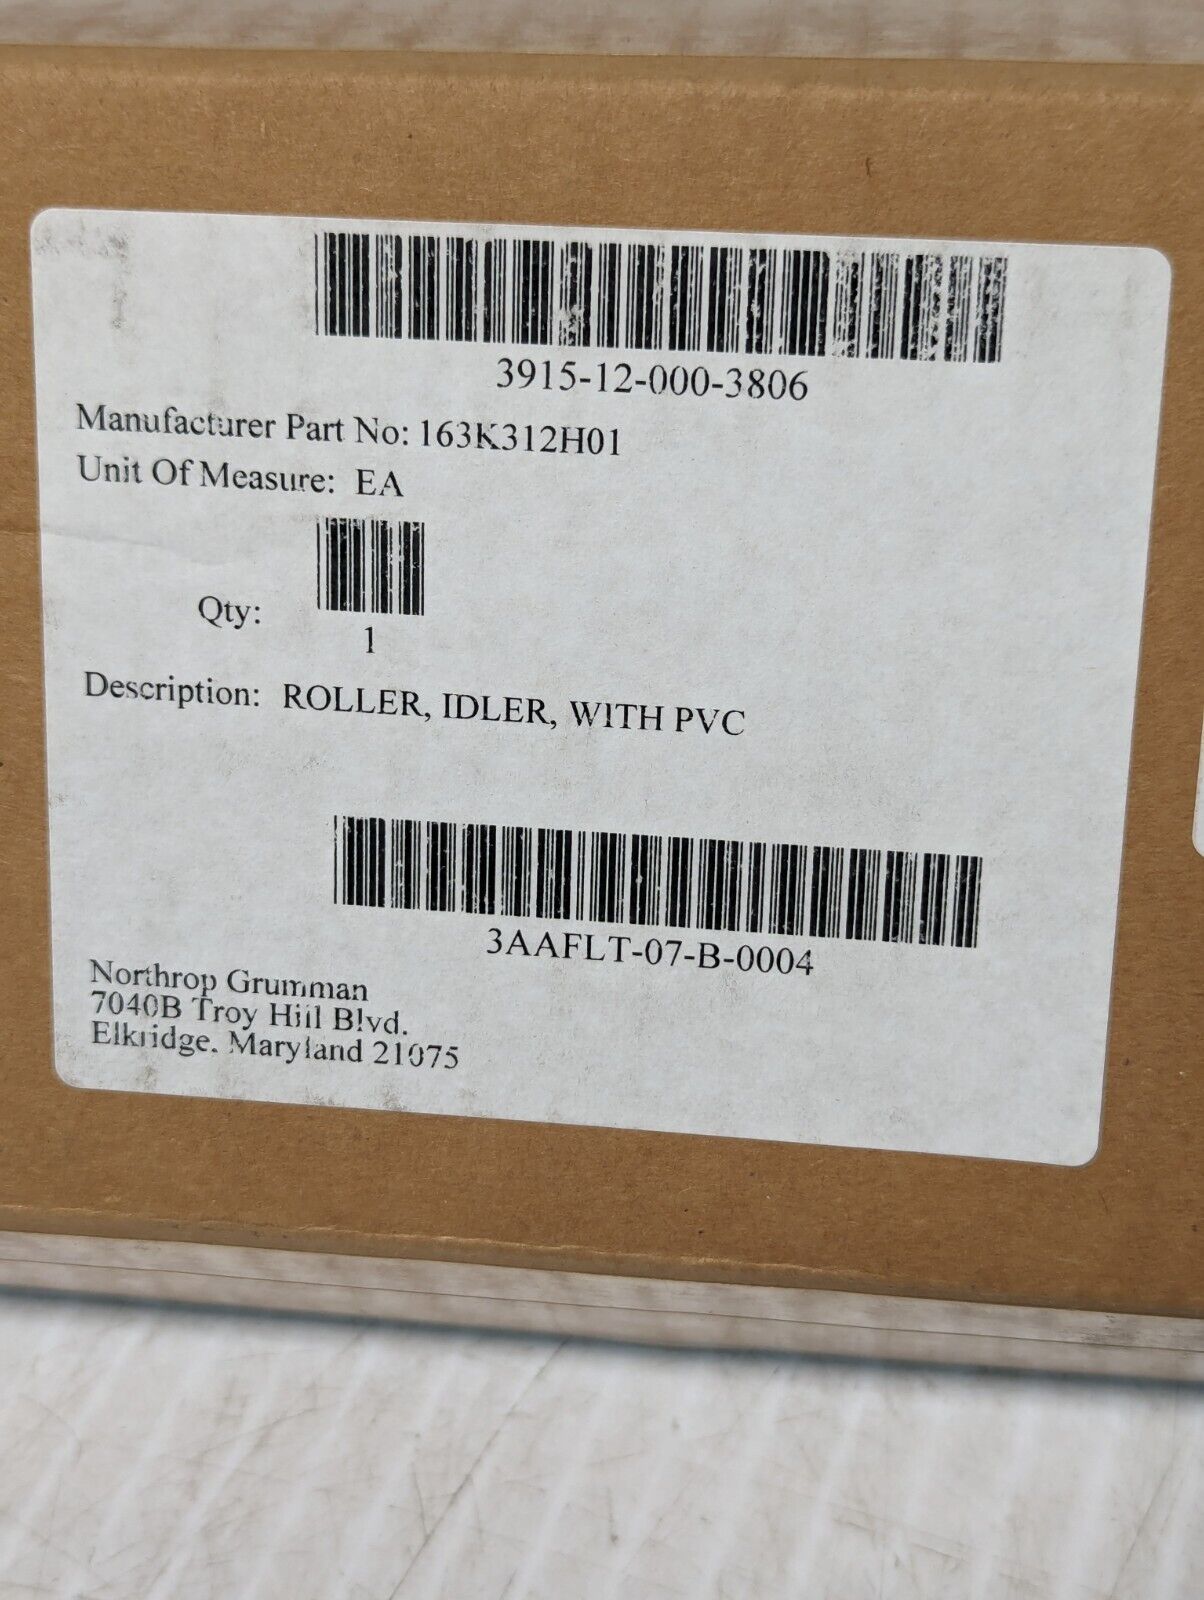 3915-12-000-3806
Manufacturer Part No: 163K312H01
Unit Of Measure: EA
Qty:
1
Description: ROLLER, IDLER, WITH PVC
3AAFLT-07-B-0004
Northrop Grumman
7040B Troy Hill Blvd.
Elkridge, Maryland 21075